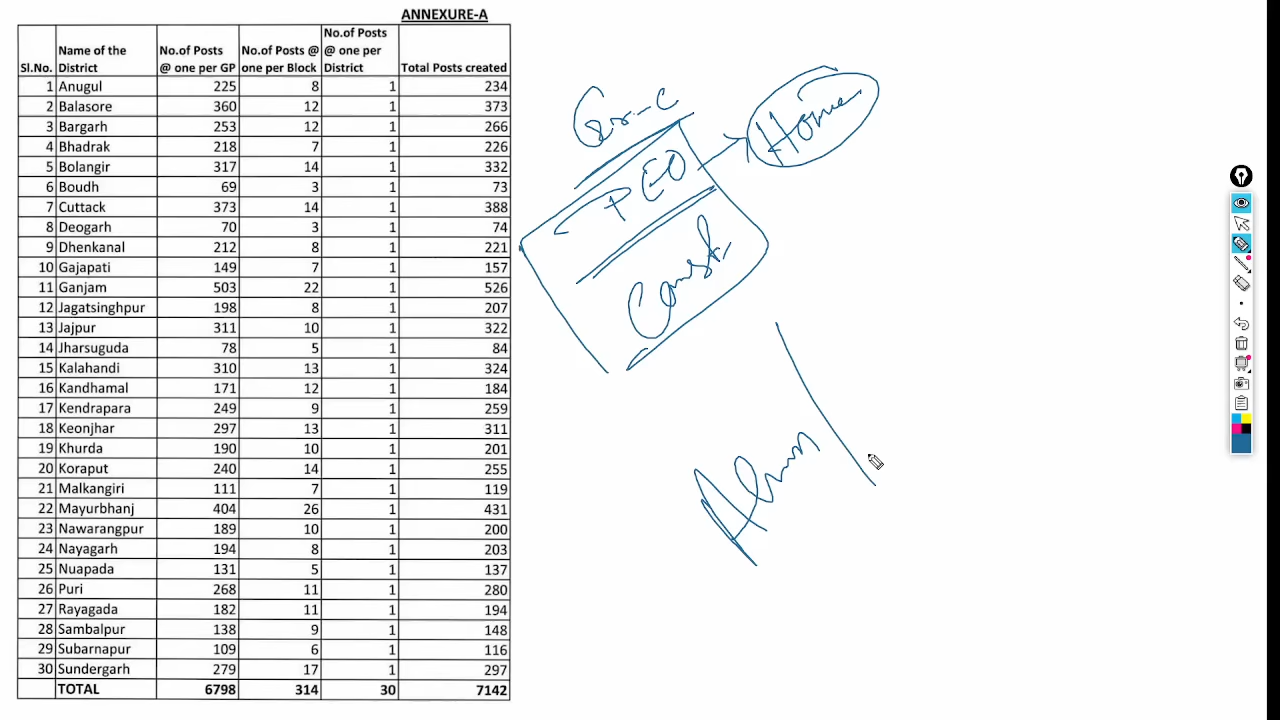 ANNEXURE-A
Sl.No. Name of the District No.of Posts @ one per GP No.of Posts @ one per Block No.of Posts @ one per District Total Posts created
1 Anugul 225 8 1 234
2 Balasore 360 12 1 373
3 Bargarh 253 12 1 266
4 Bhadrak 218 7 1 226
5 Bolangir 317 14 1 332
6 Boudh 69 3 1 73
7 Cuttack 373 14 1 388
8 Deogarh 70 3 1 74
9 Dhenkanal 212 8 1 221
10 Gajapati 149 7 1 157
11 Ganjam 503 22 1 526
12 Jagatsinghpur 198 8 1 207
13 Jajpur 311 10 1 322
14 Jharsuguda 78 5 1 84
15 Kalahandi 310 13 1 324
16 Kandhamal 171 12 1 184
17 Kendrapara 249 9 1 259
18 Keonjhar 297 13 1 311
19 Khurda 190 10 1 201
20 Koraput 240 14 1 255
21 Malkangiri 111 7 1 119
22 Mayurbhanj 404 26 1 431
23 Nawarangpur 189 10 1 200
24 Nayagarh 194 8 1 203
25 Nuapada 131 5 1 137
26 Puri 268 11 1 280
27 Rayagada 182 11 1 194
28 Sambalpur 138 9 1 148
29 Subarnapur 109 6 1 116
30 Sundergarh 279 17 1 297
TOTAL 6798 314 30 7142
Gr-C
PEO
Home
Const.